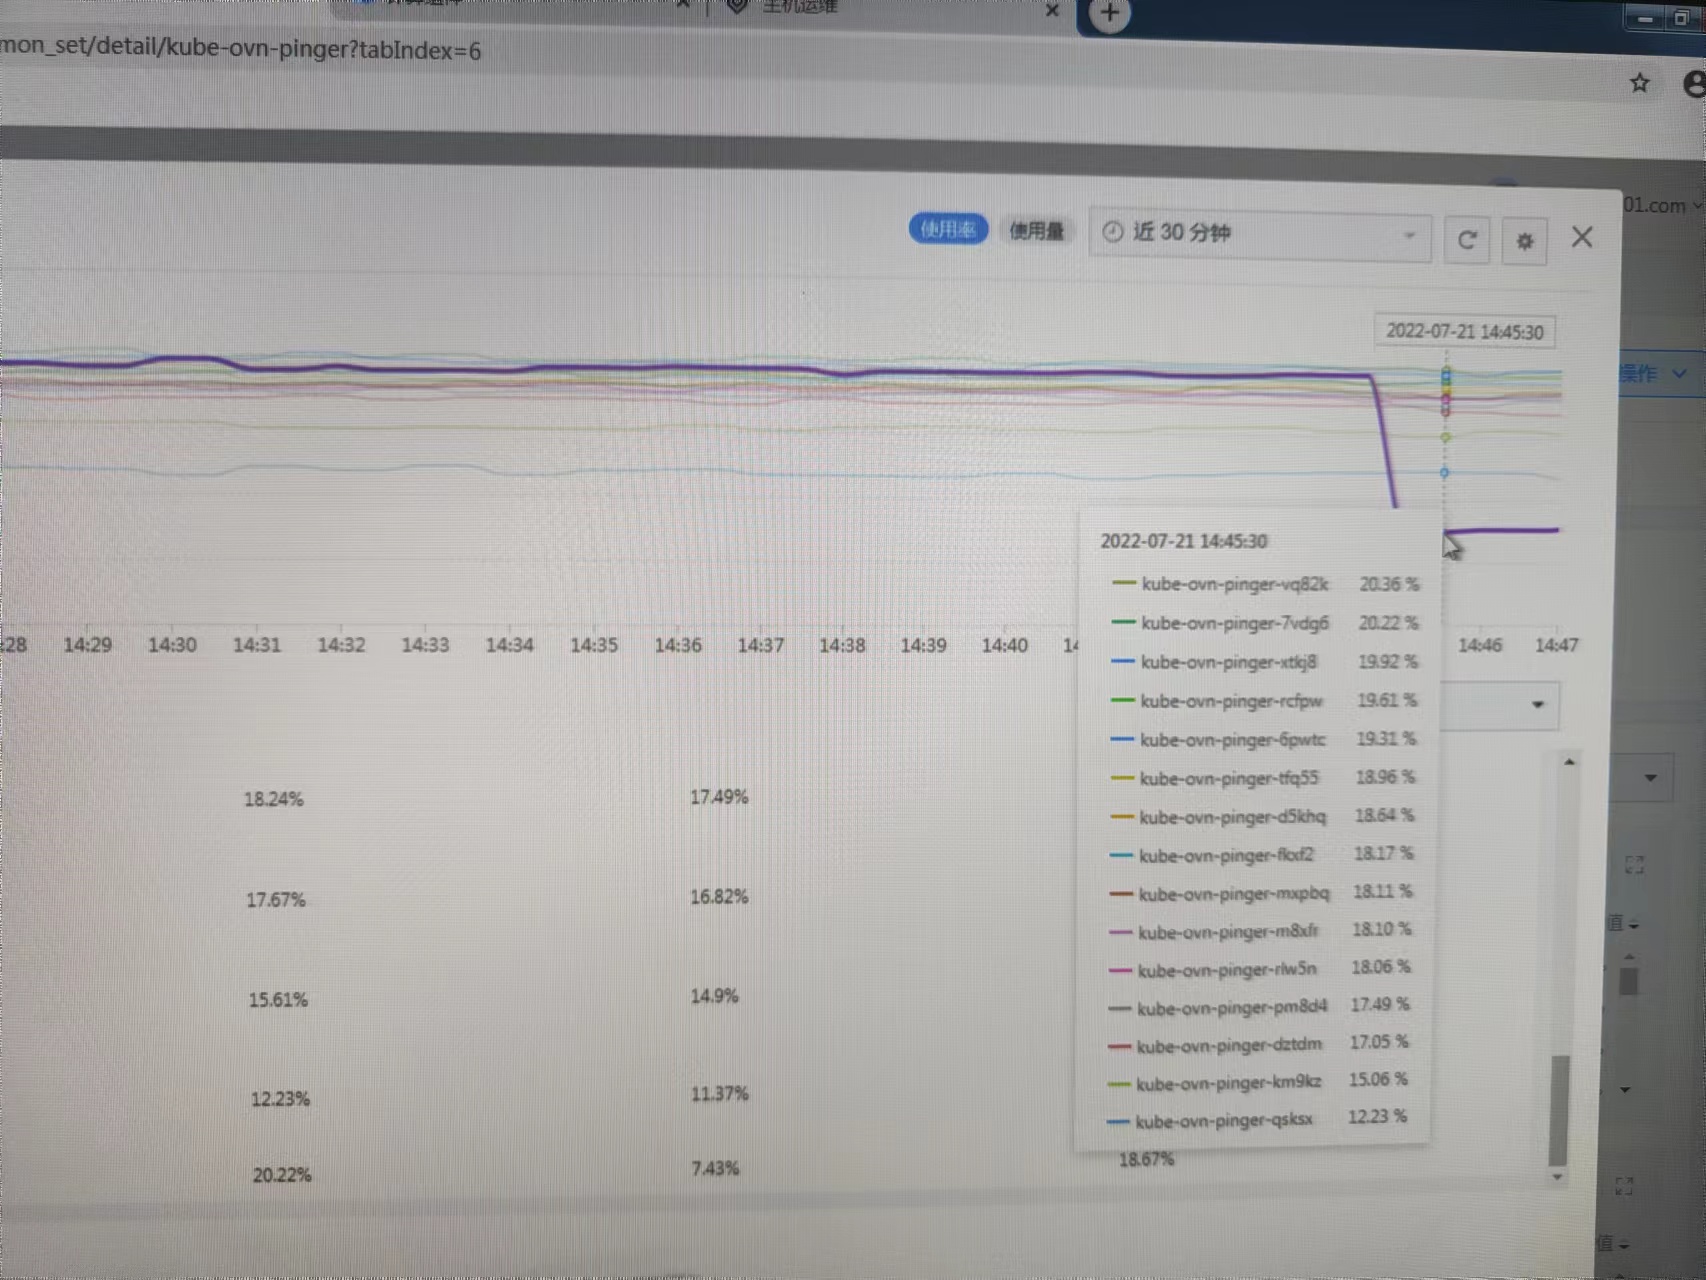 主机运维
mon_set/detail/kube-ovn-pinger?tabIndex=6
01.com
使用率 使用量 近 30 分钟
2022-07-21 14:45:30
操作
2022-07-21 14:45:30
kube-ovn-pinger-vq82k 20.36 %
kube-ovn-pinger-7vdg6 20.22 %
kube-ovn-pinger-xtkj8 19.92 %
kube-ovn-pinger-rcfpw 19.61 %
kube-ovn-pinger-6pwtc 19.31 %
kube-ovn-pinger-tfq55 18.96 %
kube-ovn-pinger-d5khq 18.64 %
kube-ovn-pinger-fkxf2 18.17 %
kube-ovn-pinger-mxpbq 18.11 %
kube-ovn-pinger-m8xfr 18.10 %
kube-ovn-pinger-rlw5n 18.06 %
kube-ovn-pinger-pm8d4 17.49 %
kube-ovn-pinger-dztdm 17.05 %
kube-ovn-pinger-km9kz 15.06 %
kube-ovn-pinger-qsksx 12.23 %
:28 14:29 14:30 14:31 14:32 14:33 14:34 14:35 14:36 14:37 14:38 14:39 14:40 14 14:46 14:47
18.24% 17.49%
17.67% 16.82%
值
15.61% 14.9%
12.23% 11.37%
20.22% 7.43% 18.67%
值